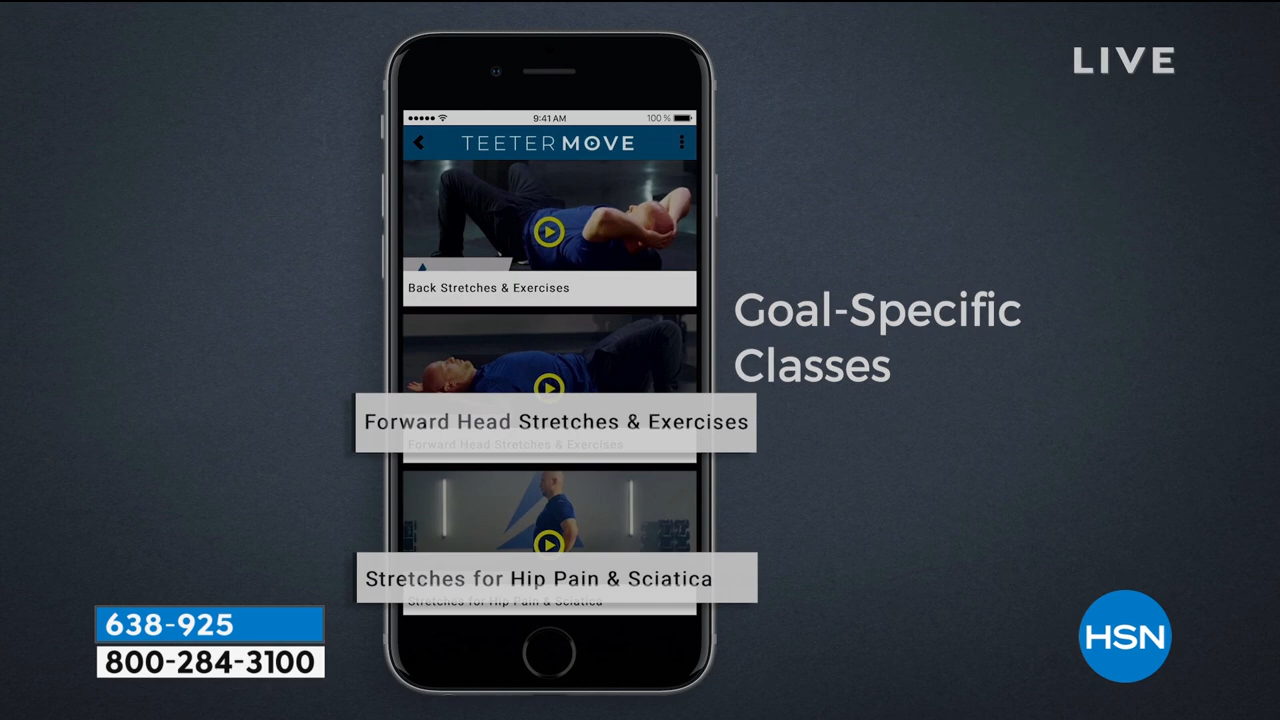 LIVE
9:41 AM
100 %
TEETER MOVE
Back Stretches & Exercises
Goal-Specific
Classes
Forward Head Stretches & Exercises
Forward Head Stretches & Exercises
Stretches for Hip Pain & Sciatica
Stretches for Hip Pain & Sciatica
638-925
800-284-3100
HSN